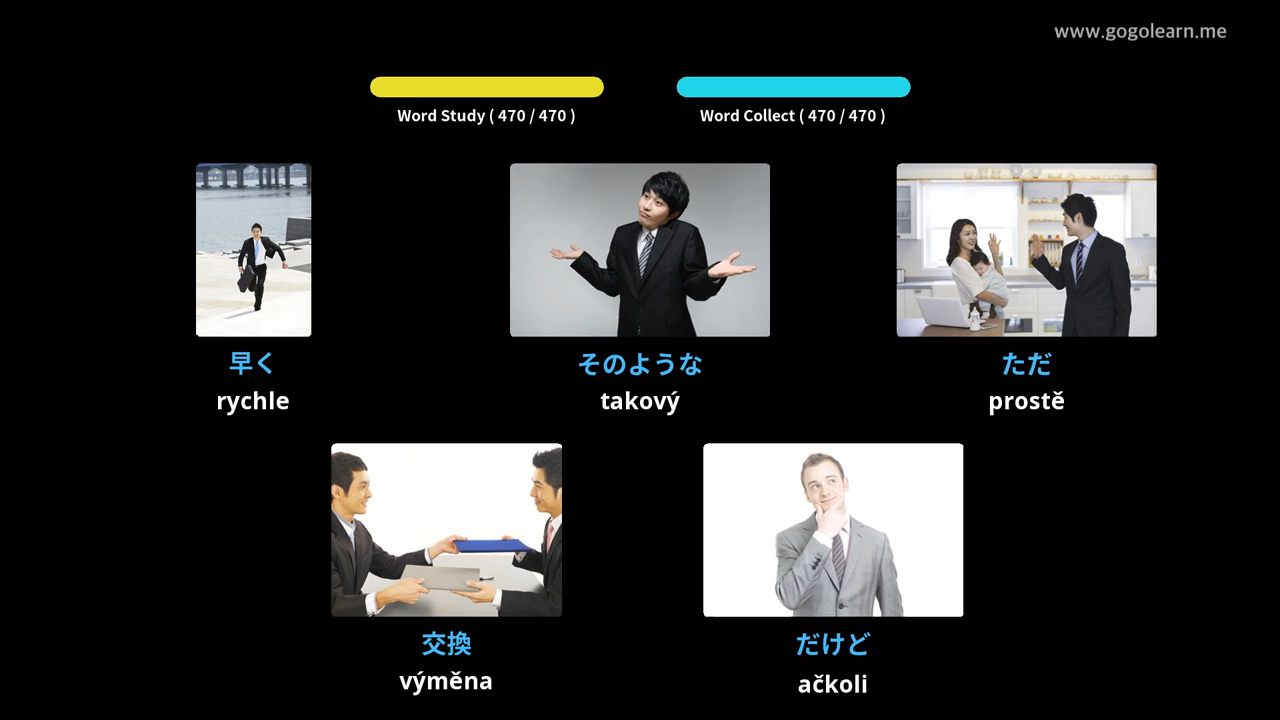 www.gogolearn.me
Word Study ( 470 / 470 )
Word Collect ( 470 / 470 )
早く
rychle
そのような
takový
ただ
prostě
交換
výměna
だけど
ačkoli